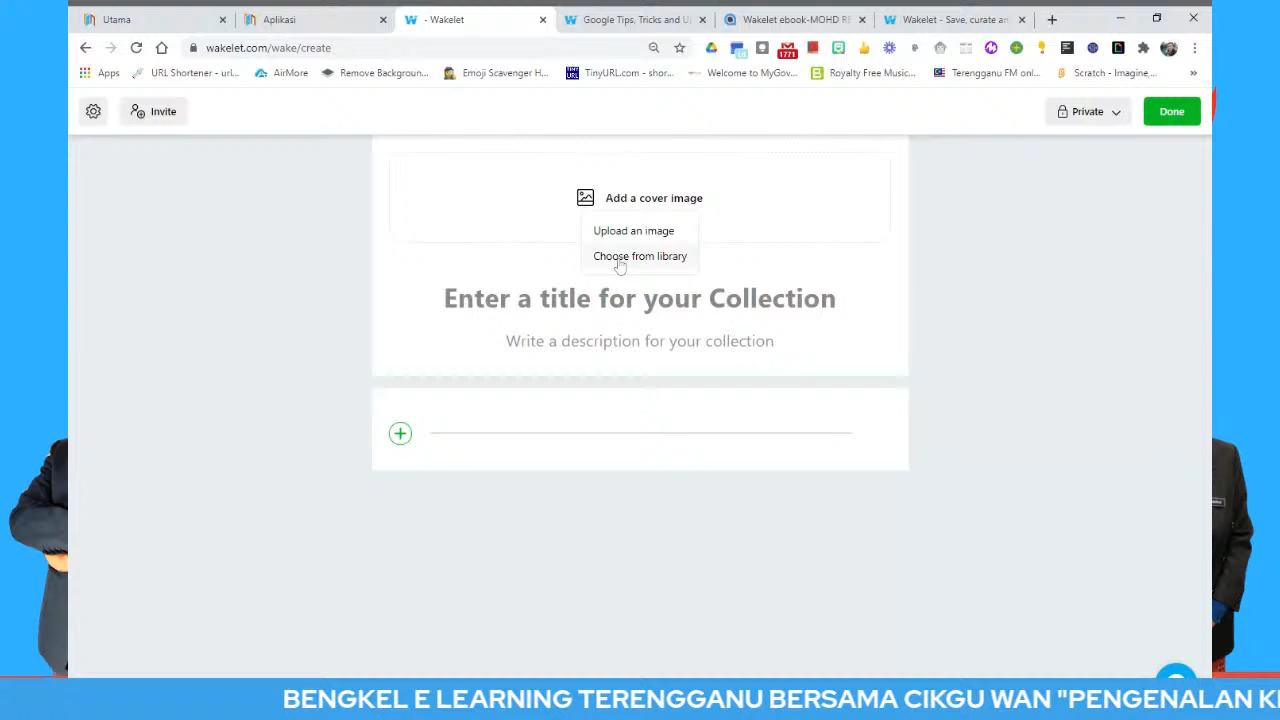 Utama
Aplikasi
- Wakelet
Google Tips, Tricks and U
Wakelet ebook-MOHD R
Wakelet - Save, curate an
wakelet.com/wake/create
1771
Apps
URL Shortener - url...
AirMore
Remove Backgroun...
Emoji Scavenger H...
TinyURL.com - shor...
Welcome to MyGov...
Royalty Free Music...
Terengganu FM onl...
Scratch - Imagine,...
Invite
Private
Done
Add a cover image
Upload an image
Choose from library
Enter a title for your Collection
Write a description for your collection
BENGKEL E LEARNING TERENGGANU BERSAMA CIKGU WAN "PENGENALAN K